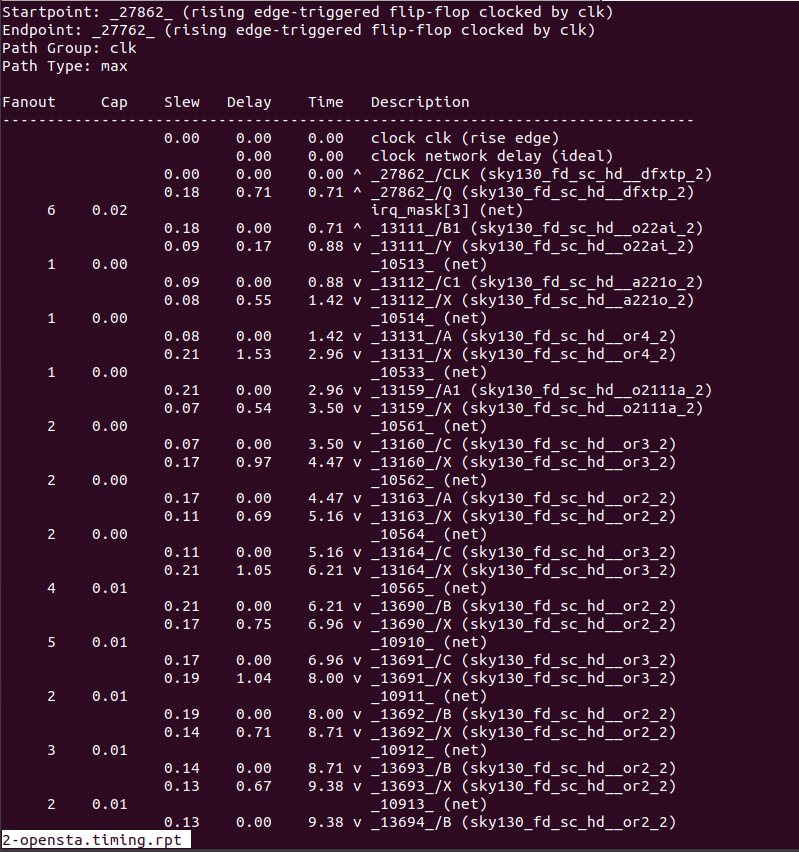 Startpoint: _27862_ (rising edge-triggered flip-flop clocked by clk)
Endpoint: _27762_ (rising edge-triggered flip-flop clocked by clk)
Path Group: clk
Path Type: max

Fanout     Cap    Slew   Delay    Time   Description
-----------------------------------------------------------------------------
                  0.00    0.00    0.00   clock clk (rise edge)
                          0.00    0.00   clock network delay (ideal)
                  0.00    0.00    0.00 ^ _27862_/CLK (sky130_fd_sc_hd__dfxtp_2)
                  0.18    0.71    0.71 ^ _27862_/Q (sky130_fd_sc_hd__dfxtp_2)
     6    0.02                           irq_mask[3] (net)
                  0.18    0.00    0.71 ^ _13111_/B1 (sky130_fd_sc_hd__o22ai_2)
                  0.09    0.17    0.88 v _13111_/Y (sky130_fd_sc_hd__o22ai_2)
     1    0.00                           _10513_ (net)
                  0.09    0.00    0.88 v _13112_/C1 (sky130_fd_sc_hd__a221o_2)
                  0.08    0.55    1.42 v _13112_/X (sky130_fd_sc_hd__a221o_2)
     1    0.00                           _10514_ (net)
                  0.08    0.00    1.42 v _13131_/A (sky130_fd_sc_hd__or4_2)
                  0.21    1.53    2.96 v _13131_/X (sky130_fd_sc_hd__or4_2)
     1    0.00                           _10533_ (net)
                  0.21    0.00    2.96 v _13159_/A1 (sky130_fd_sc_hd__o2111a_2)
                  0.07    0.54    3.50 v _13159_/X (sky130_fd_sc_hd__o2111a_2)
     2    0.00                           _10561_ (net)
                  0.07    0.00    3.50 v _13160_/C (sky130_fd_sc_hd__or3_2)
                  0.17    0.97    4.47 v _13160_/X (sky130_fd_sc_hd__or3_2)
     2    0.00                           _10562_ (net)
                  0.17    0.00    4.47 v _13163_/A (sky130_fd_sc_hd__or2_2)
                  0.11    0.69    5.16 v _13163_/X (sky130_fd_sc_hd__or2_2)
     2    0.00                           _10564_ (net)
                  0.11    0.00    5.16 v _13164_/C (sky130_fd_sc_hd__or3_2)
                  0.21    1.05    6.21 v _13164_/X (sky130_fd_sc_hd__or3_2)
     4    0.01                           _10565_ (net)
                  0.21    0.00    6.21 v _13690_/B (sky130_fd_sc_hd__or2_2)
                  0.17    0.75    6.96 v _13690_/X (sky130_fd_sc_hd__or2_2)
     5    0.01                           _10910_ (net)
                  0.17    0.00    6.96 v _13691_/C (sky130_fd_sc_hd__or3_2)
                  0.19    1.04    8.00 v _13691_/X (sky130_fd_sc_hd__or3_2)
     2    0.01                           _10911_ (net)
                  0.19    0.00    8.00 v _13692_/B (sky130_fd_sc_hd__or2_2)
                  0.14    0.71    8.71 v _13692_/X (sky130_fd_sc_hd__or2_2)
     3    0.01                           _10912_ (net)
                  0.14    0.00    8.71 v _13693_/B (sky130_fd_sc_hd__or2_2)
                  0.13    0.67    9.38 v _13693_/X (sky130_fd_sc_hd__or2_2)
     2    0.01                           _10913_ (net)
                  0.13    0.00    9.38 v _13694_/B (sky130_fd_sc_hd__or2_2)
2-opensta.timing.rpt